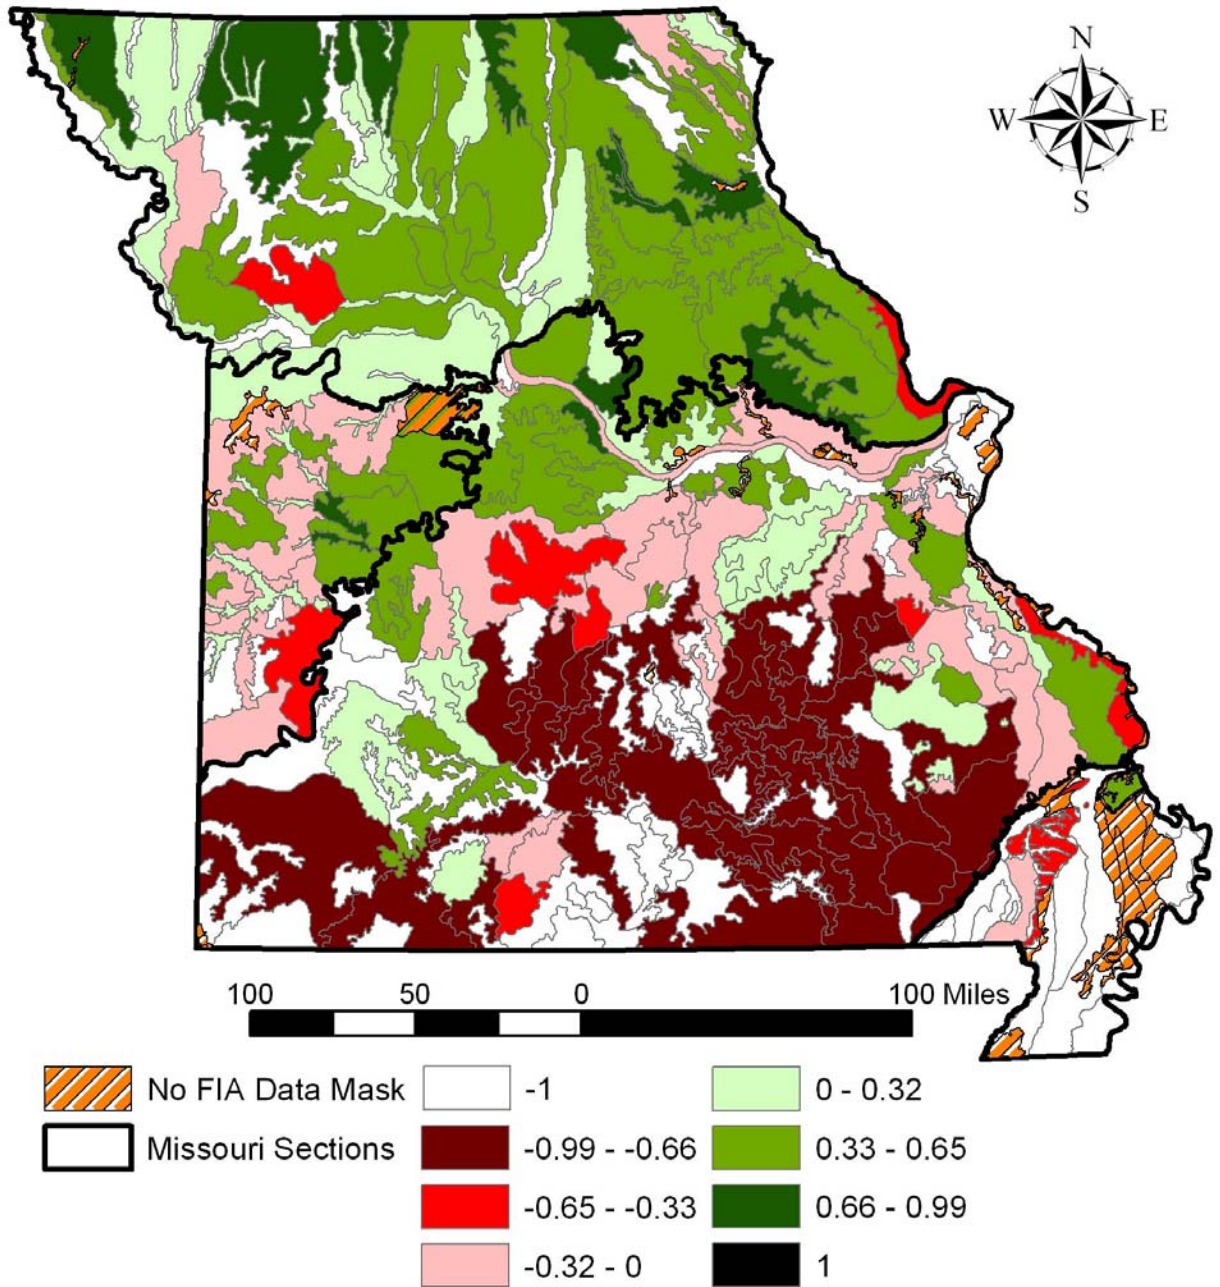 N
W E
S
100 50 0 100 Miles
No FIA Data Mask
Missouri Sections
-1
-0.99 - -0.66
-0.65 - -0.33
-0.32 - 0
0 - 0.32
0.33 - 0.65
0.66 - 0.99
1